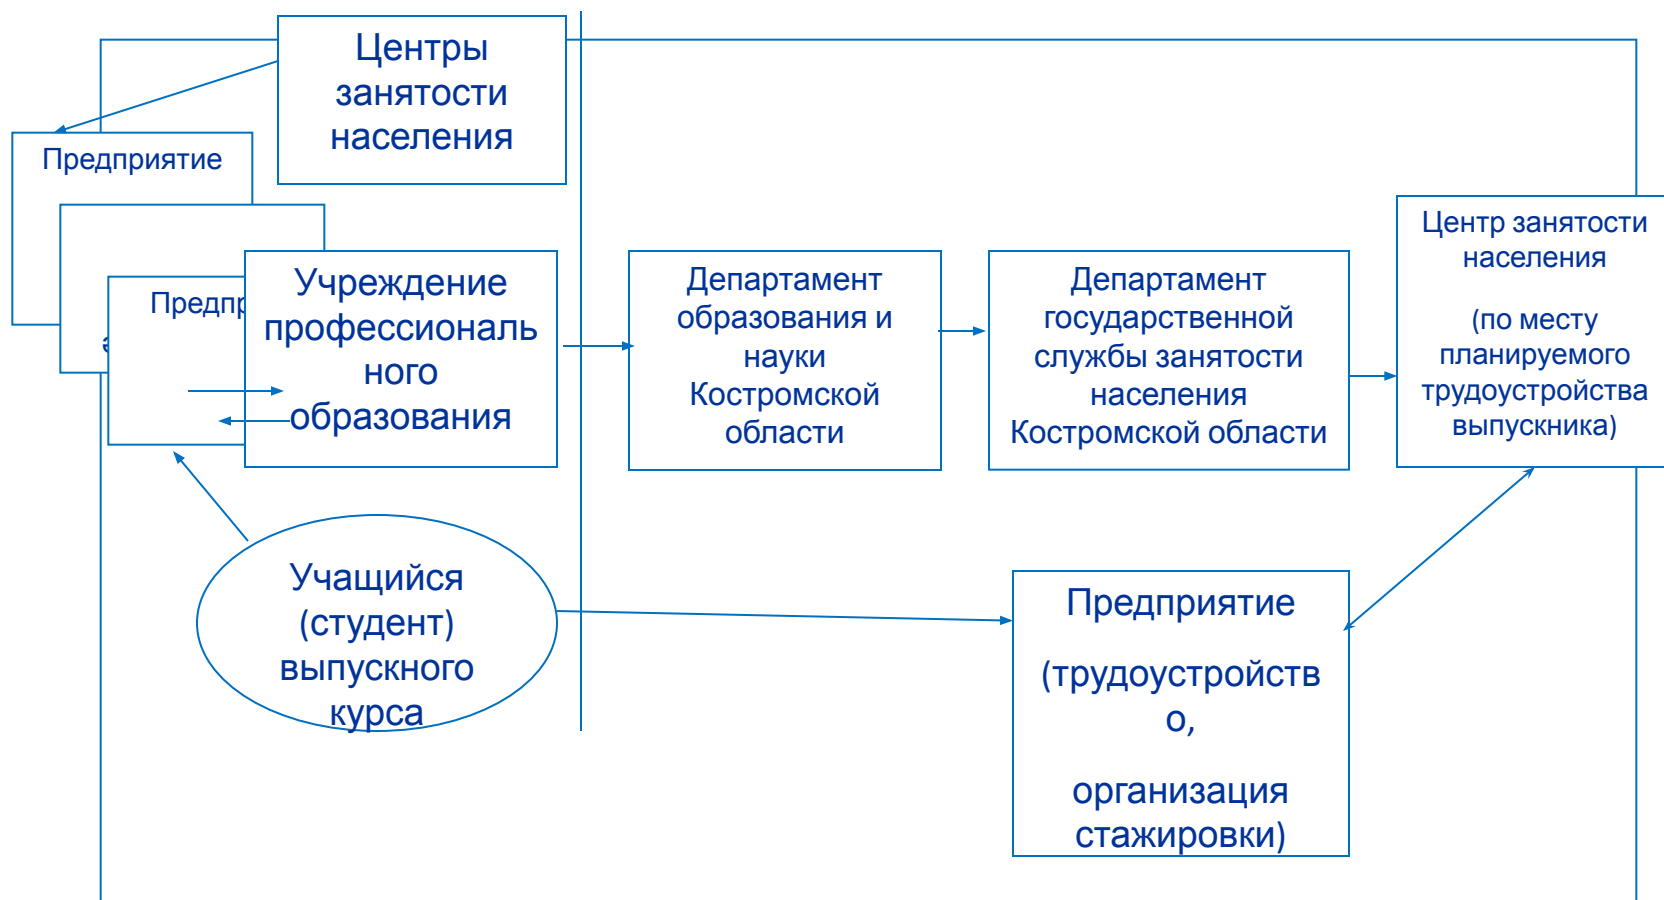 Центры
занятости
населения
Предприятие
Предпр
Учреждение
профессиональ
ного
образования
Департамент
образования и
науки
Костромской
области
Департамент
государственной
службы занятости
населения
Костромской области
Центр занятости
населения
(по месту
планируемого
трудоустройства
выпускника)
Учащийся
(студент)
выпускного
курса
Предприятие
(трудоустройств
о,
организация
стажировки)